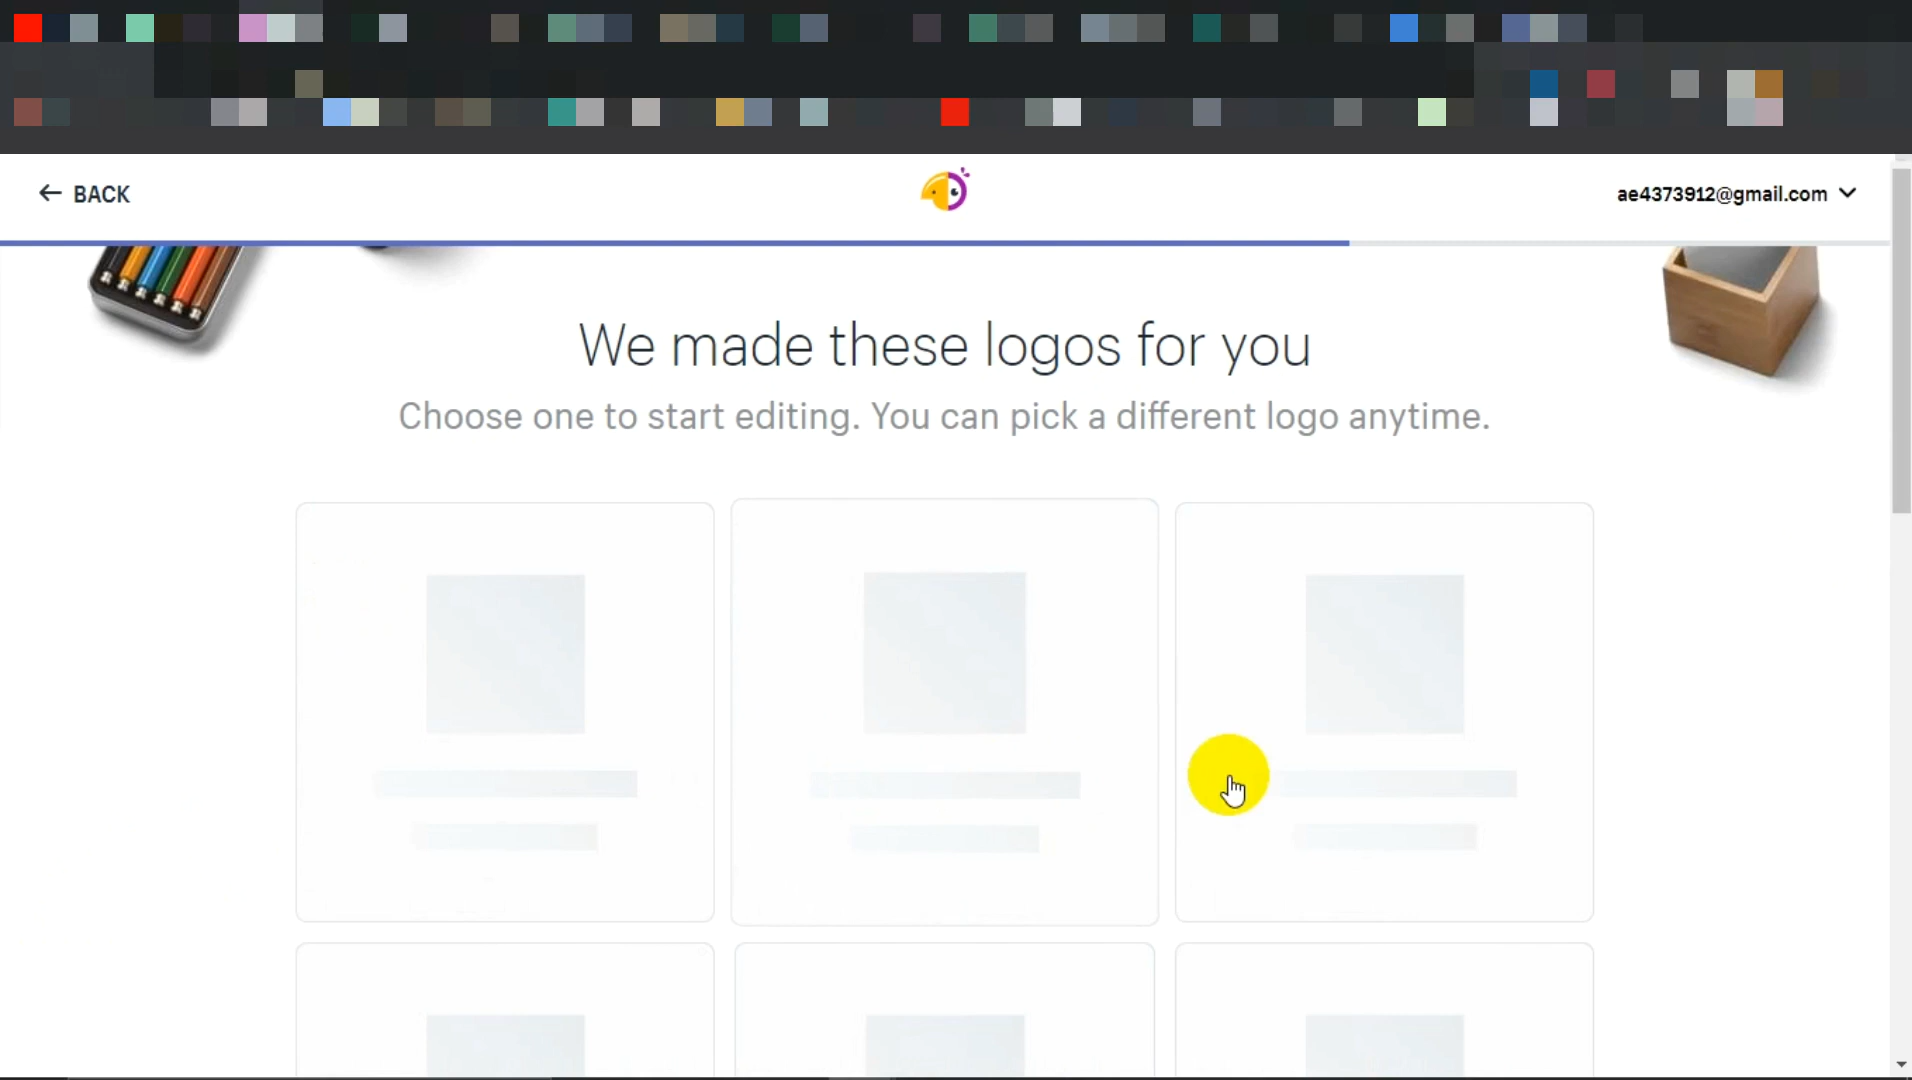 BACK
ae4373912@gmail.com
We made these logos for you
Choose one to start editing. You can pick a different logo anytime.